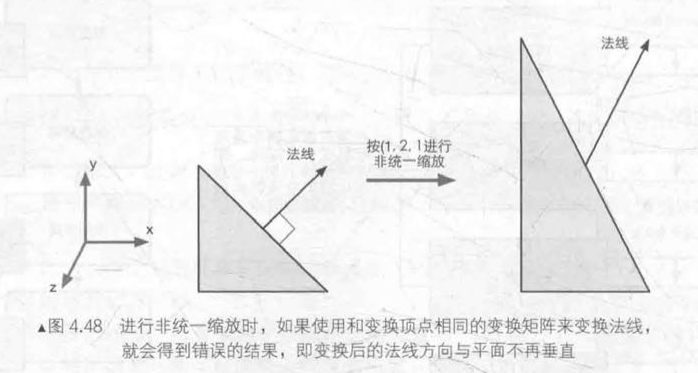 法线
法线
按(1, 2, 1进行
非统一缩放
y
x
z
▲图 4.48 进行非统一缩放时，如果使用和变换顶点相同的变换矩阵来变换法线，
就会得到错误的结果，即变换后的法线方向与平面不再垂直